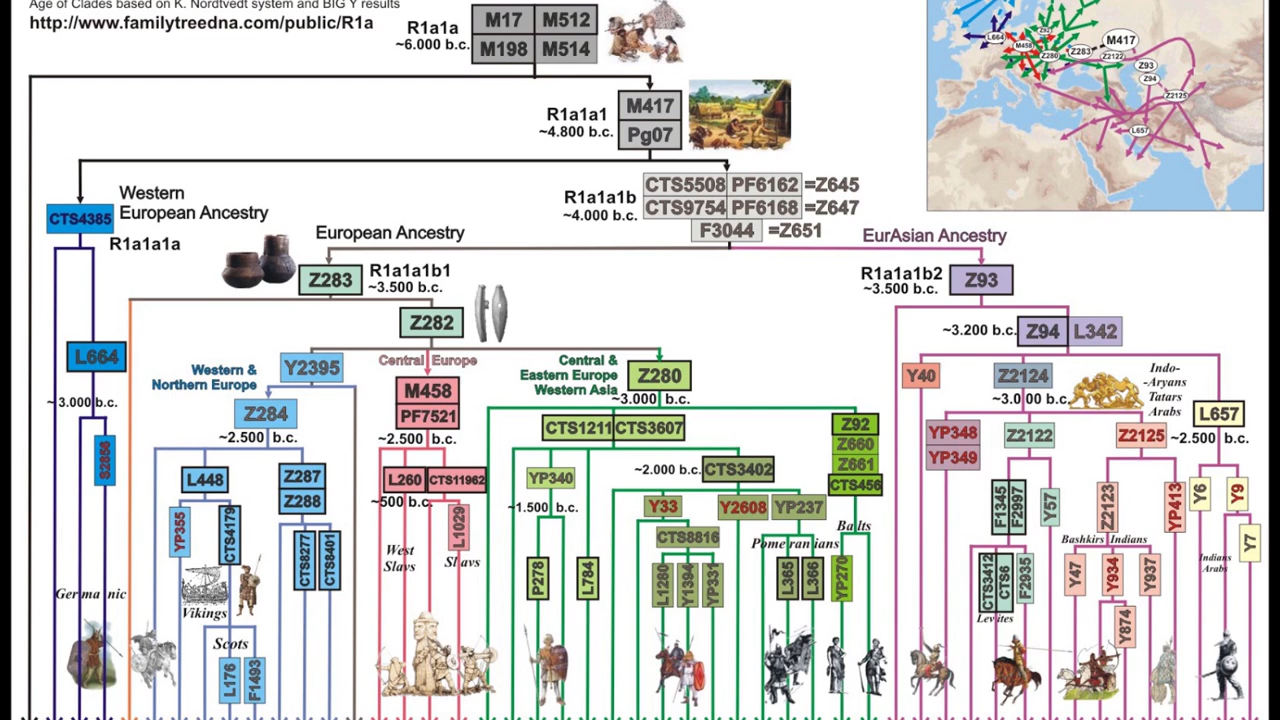 Age of Clades based on K. Nordtvedt system and BIG Y results
http://www.familytreedna.com/public/R1a
R1a1a
~6.000 b.c.
M17 M512
M198 M514
R1a1a1
~4.800 b.c.
M417
Pg07
Western
European Ancestry
CTS4385
R1a1a1a
R1a1a1b
~4.000 b.c.
CTS5508 PF6162 =Z645
CTS9754 PF6168 =Z647
F3044 =Z651
European Ancestry
EurAsian Ancestry
Z283
R1a1a1b1
~3.500 b.c.
R1a1a1b2
~3.500 b.c.
Z93
Z282
~3.200 b.c.
Z94 L342
L664
~3.000 b.c.
S2856
Germanic
Western &
Northern Europe
Y2395
Central Europe
Central &
Eastern Europe
Western Asia
Z280
~3.000 b.c.
Z284
~2.500 b.c.
M458
PF7521
~2.500 b.c.
L448
Z287
Z288
YP355
CTS4179
CTS8277
CTS8401
Vikings
Scots
L176
F1493
L260 CTS11962
~500 b.c.
L1029
West
Slavs
Slavs
CTS1211 CTS3607
Z92
Z660
Z661
CTS456
YP340
~1.500 b.c.
~2.000 b.c.
CTS3402
Y33
Y2608
YP237
CTS8816
Pomeranians
Balts
P278
L784
L1280
Y1394
YP331
L365
L366
YP270
Y40
Z2124
~3.000 b.c.
Indo-
-Aryans
Tatars
Arabs
L657
~2.500 b.c.
YP348
YP349
Z2122
Z2125
F1345
F2997
Y57
Z2123
YP413
Y6
Y9
Y7
Bashkirs Indians
Indians
Arabs
CTS3412
CTS6
F2935
Levites
Y47
Y934
Y937
Y874
L664
M458
Z92
Z280
Z283
M417
Z2122
Z93
Z94
Z2125
L657